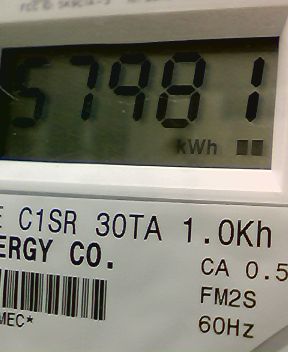 57981
kWh
E C1SR 30TA 1.0Kh
ERGY CO.
CA 0.5
FM2S
MEC*
60Hz